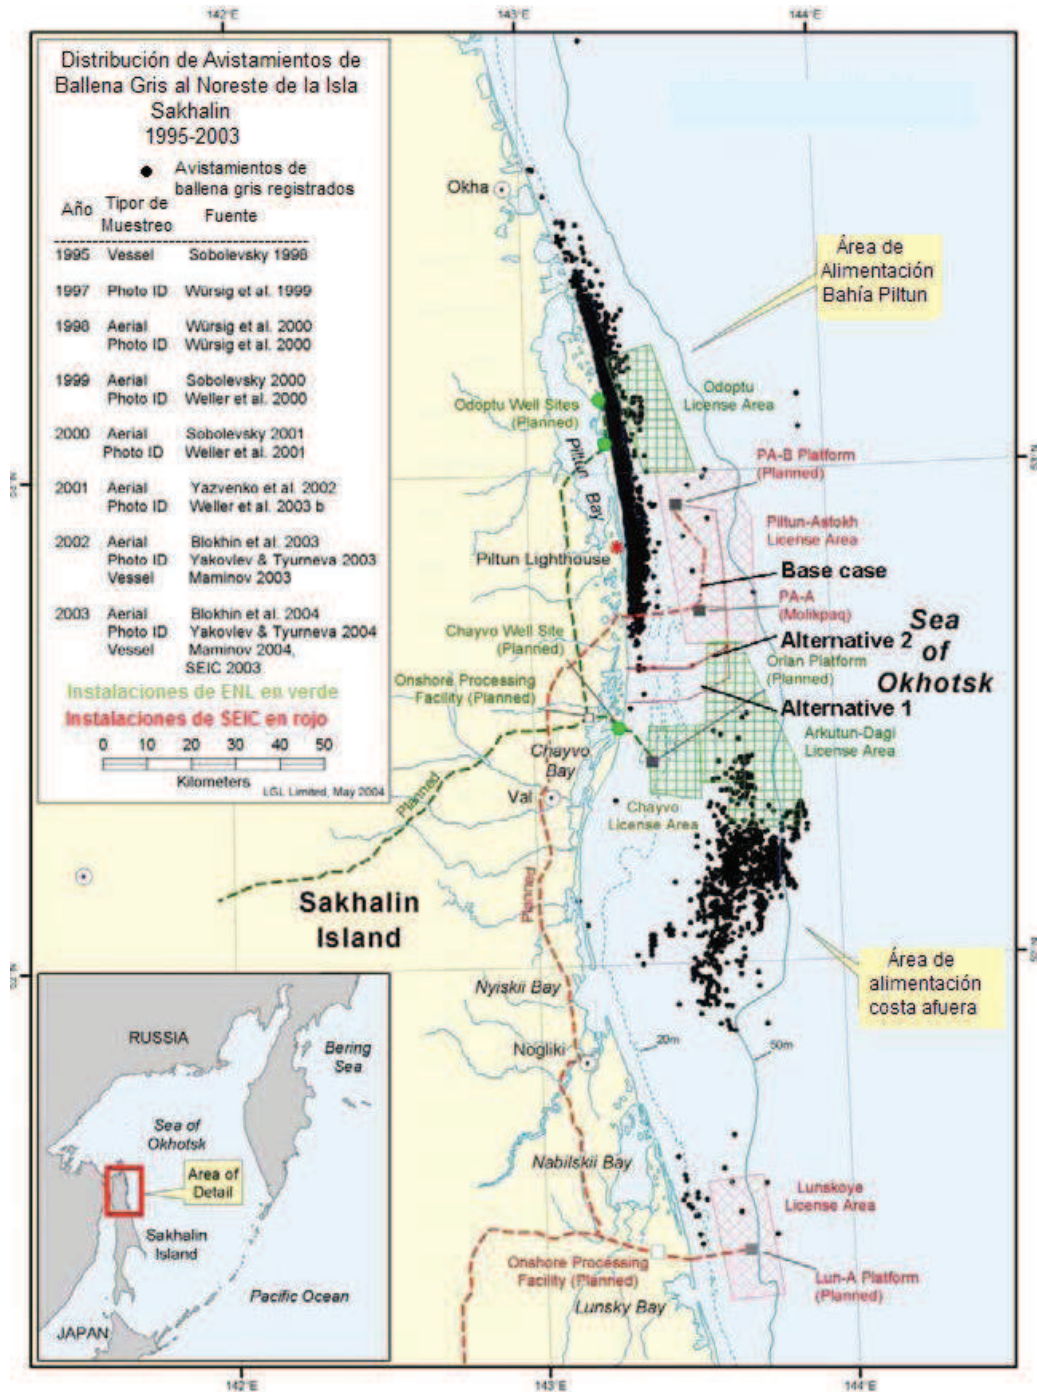 142°E
143°E
144°E
Distribución de Avistamientos de
Ballena Gris al Noreste de la Isla
Sakhalin
1995-2003
Avistamientos de
ballena gris registrados
Año Tipor de Muestreo Fuente
1995 Vessel Sobolevsky 1996
1997 Photo ID Würsig et al. 1999
1998 Aerial Würsig et al. 2000
Photo ID Würsig et al. 2000
1999 Aerial Sobolevsky 2000
Photo ID Weller et al. 2000
2000 Aerial Sobolevsky 2001
Photo ID Weller et al. 2001
2001 Aerial Yazvenko et al. 2002
Photo ID Weller et al. 2003 b
2002 Aerial Blokhin et al. 2003
Photo ID Yakovlev & Tyurneva 2003
Vessel Maminov 2003
2003 Aerial Blokhin et al. 2004
Photo ID Yakovlev & Tyurneva 2004
Vessel Maminov 2004,
SEIC 2003
Instalaciones de ENL en verde
Instalaciones de SEIC en rojo
0 10 20 30 40 50
Kilometers
LGL Limited, May 2004
Okha
Área de
Alimentación
Bahía Piltun
Odoptu
License Area
Odoptu Well Sites
(Planned)
Piltun
Bay
PA-B Platform
(Planned)
53°N
Piltun-Astokh
License Area
Piltun Lighthouse
Base case
PA-A
(Molikpaq)
Sea
of
Okhotsk
Chayvo Well Site
(Planned)
Alternative 2
Orlan Platform
(Planned)
Onshore Processing
Facility (Planned)
Alternative 1
Arkutun-Dagi
License Area
Chayvo
Bay
Planned
Val
Chayvo
License Area
Planned
Sakhalin
Island
52°N
Área de
alimentación
costa afuera
Nyiskii Bay
Nogliki
20m
50m
Nabilskii Bay
Lunskoye
License Area
Onshore Processing
Facility (Planned)
Lun-A Platform
(Planned)
Lunsky Bay
RUSSIA
Bering
Sea
Sea of
Okhotsk
Area of
Detail
Sakhalin
Island
Pacific Ocean
JAPAN
142°E
143°E
144°E